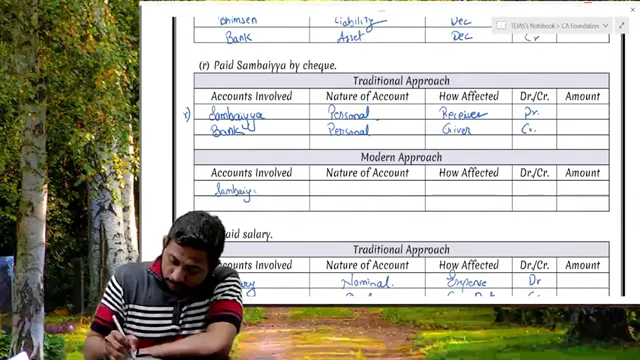 Bhimsen Liability Dec
TEJAS's Notebook > CA Foundation
Bank Asset Dec Cr
(r) Paid Sambaiyya by cheque.
Traditional Approach
Accounts Involved Nature of Account How Affected Dr./Cr. Amount
r) Sambaiyya Personal Receiver Dr.
Bank Personal Giver Cr.
Modern Approach
Accounts Involved Nature of Account How Affected Dr./Cr. Amount
Sambaiy
aid salary.
Traditional Approach
Accounts Involved Nature of Account How Affected Dr./Cr. Amount
ary Nominal. Expense Dr